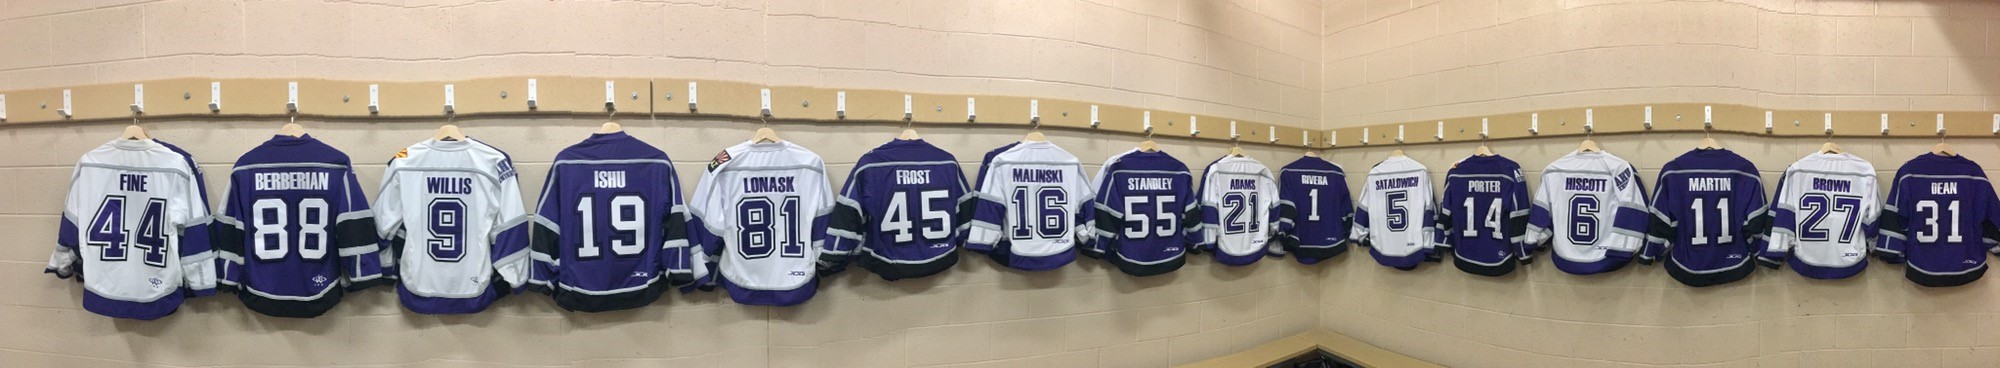 FINE
44
BERBERIAN
88
WILLIS
9
ISHU
19
LONASK
81
FROST
45
MALINSKI
16
STANDLEY
55
ADAMS
21
RIVERA
1
SATALOWICH
5
PORTER
14
HISCOTT
6
MARTIN
11
BROWN
27
DEAN
31